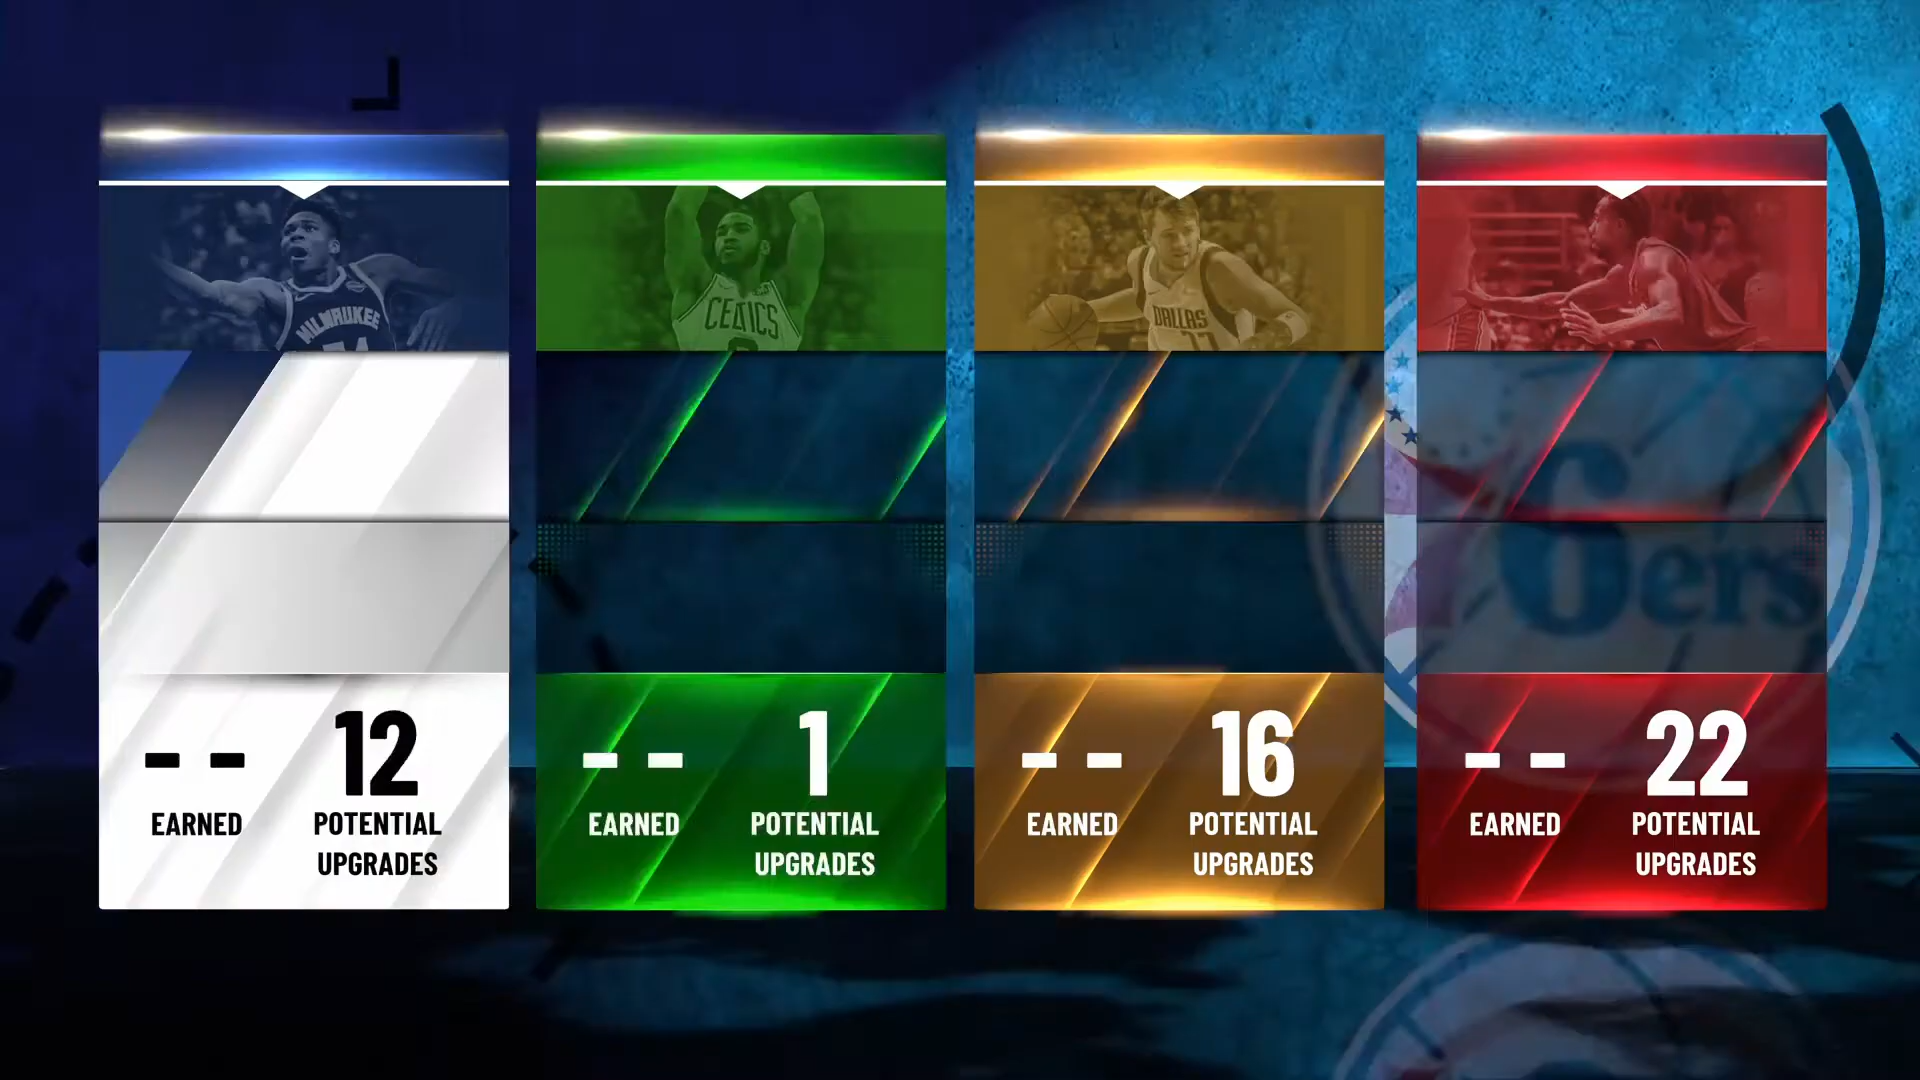 MILWAUKEE
CELTICS
DALLAS
6ers
-- 12
EARNED POTENTIAL
UPGRADES
-- 1
EARNED POTENTIAL
UPGRADES
-- 16
EARNED POTENTIAL
UPGRADES
-- 22
EARNED POTENTIAL
UPGRADES